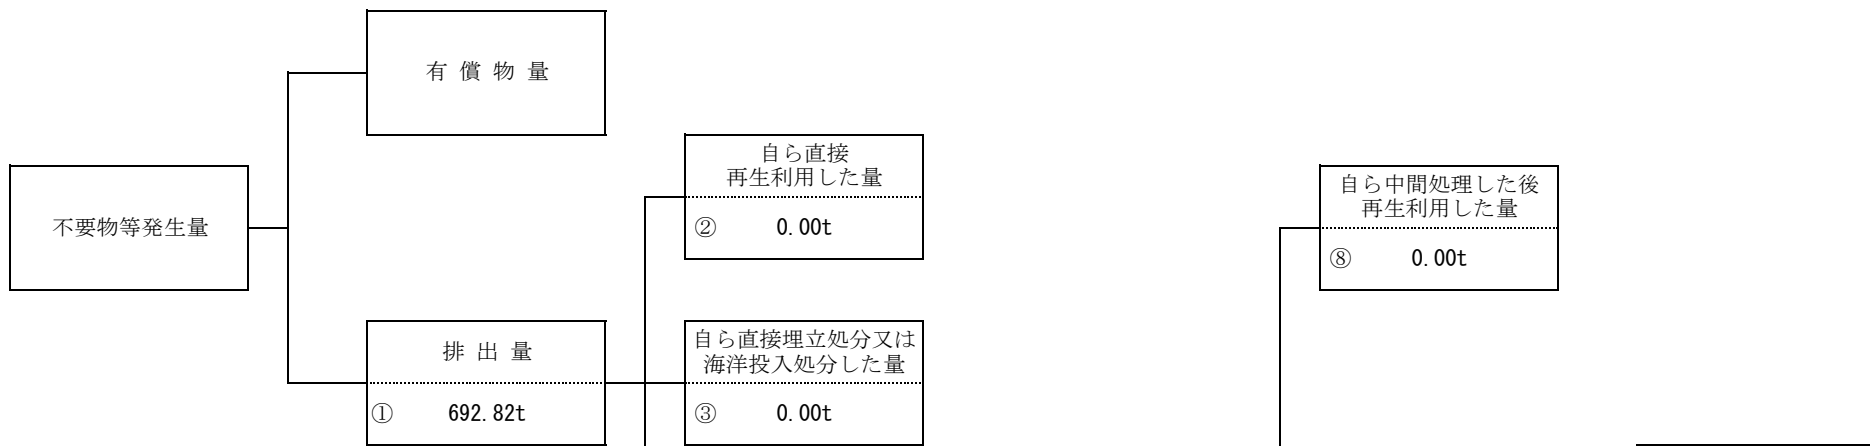 有 償 物 量
自ら直接
再生利用した量
② 0.00t
不要物等発生量
自ら中間処理した後
再生利用した量
⑧ 0.00t
排 出 量
① 692.82t
自ら直接埋立処分又は
海洋投入処分した量
③ 0.00t